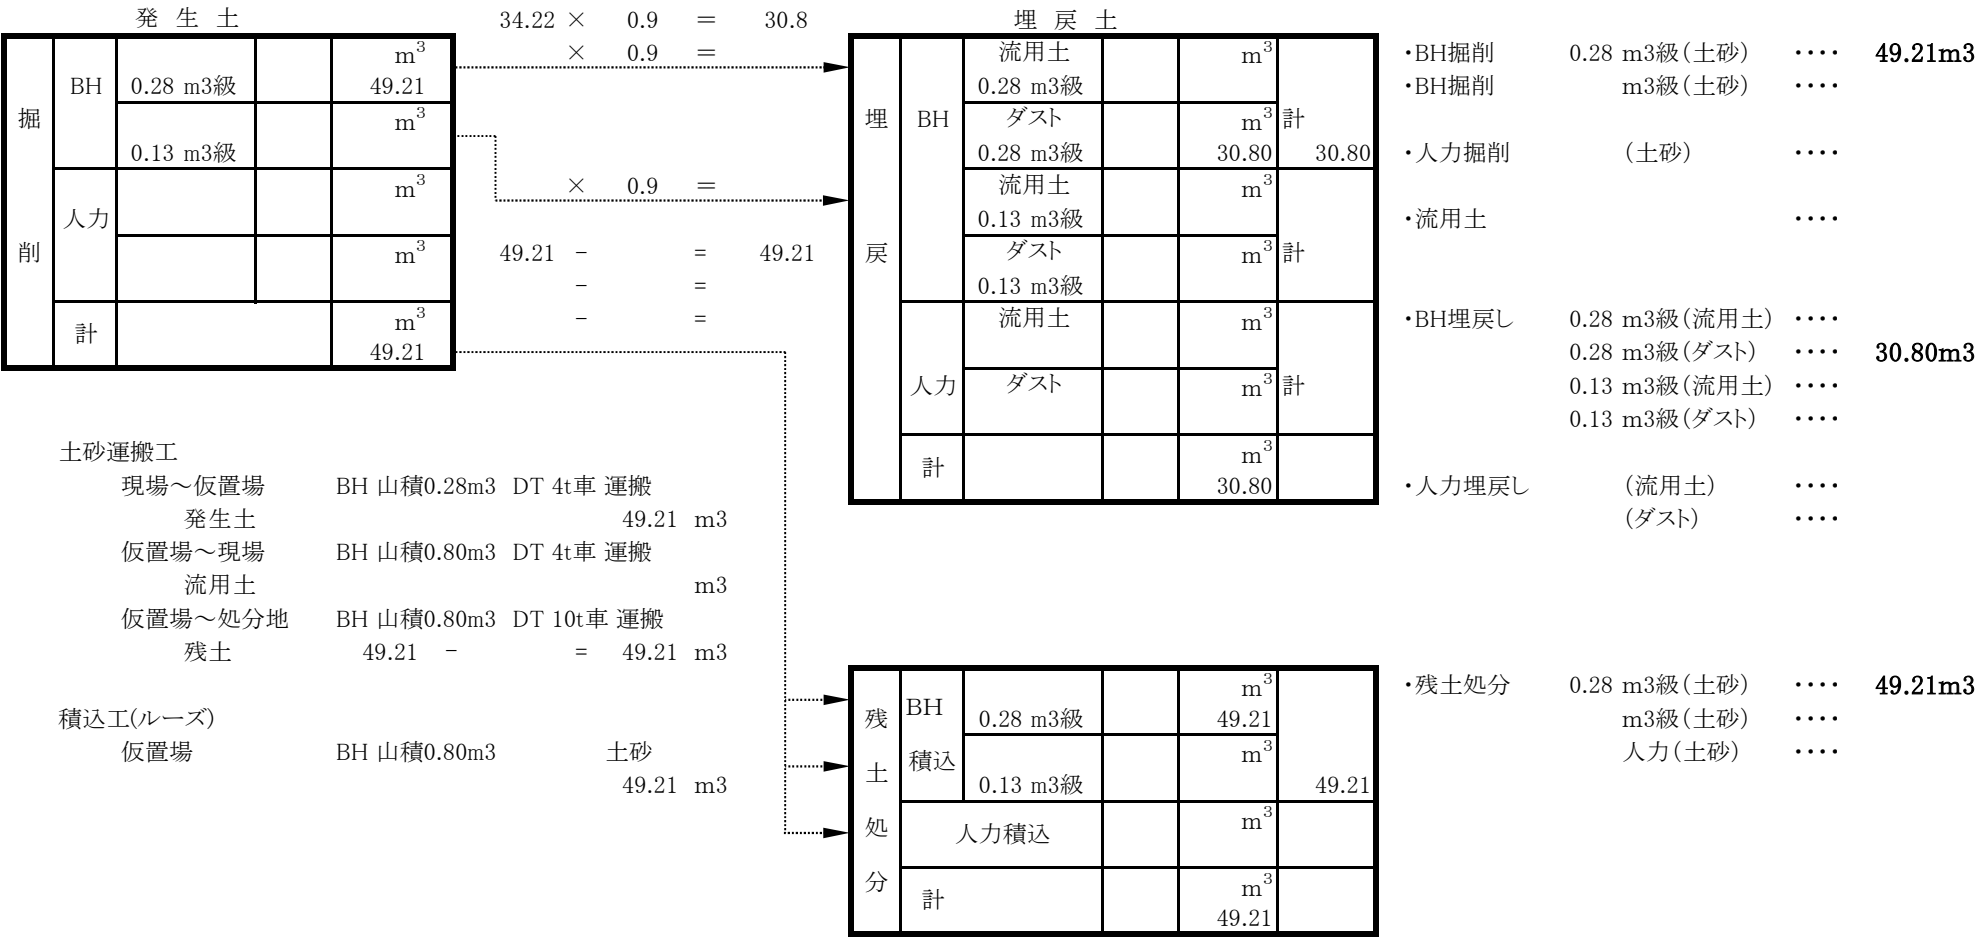 発 生 土
34.22 × 0.9 = 30.8
× 0.9 =
掘 削
BH
m3
0.28 m3級 49.21
m3
0.13 m3級
人力
m3
m3
計
m3
49.21
× 0.9 =
49.21 - = 49.21
- =
- =
埋 戻 土
埋 戻
BH
流用土 m3
0.28 m3級
ダスト m3 計
0.28 m3級 30.80 30.80
流用土 m3
0.13 m3級
ダスト m3 計
0.13 m3級
人力
流用土 m3
ダスト m3 計
計
m3
30.80
・BH掘削 0.28 m3級(土砂) ・・・・ 49.21m3
・BH掘削 m3級(土砂) ・・・・
・人力掘削 (土砂) ・・・・
・流用土 ・・・・
・BH埋戻し 0.28 m3級(流用土) ・・・・
0.28 m3級(ダスト) ・・・・ 30.80m3
0.13 m3級(流用土) ・・・・
0.13 m3級(ダスト) ・・・・
・人力埋戻し (流用土) ・・・・
(ダスト) ・・・・
土砂運搬工
現場～仮置場 BH 山積0.28m3 DT 4t車 運搬
発生土 49.21 m3
仮置場～現場 BH 山積0.80m3 DT 4t車 運搬
流用土 m3
仮置場～処分地 BH 山積0.80m3 DT 10t車 運搬
残土 49.21 - = 49.21 m3
積込工(ルーズ)
仮置場 BH 山積0.80m3 土砂
49.21 m3
残 土 処 分
BH 積込
m3
0.28 m3級 49.21
m3
0.13 m3級 49.21
人力積込 m3
計
m3
49.21
・残土処分 0.28 m3級(土砂) ・・・・ 49.21m3
m3級(土砂) ・・・・
人力(土砂) ・・・・